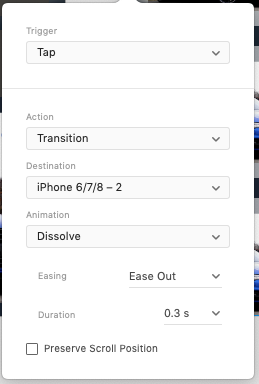 Trigger
Tap
Action
Transition
Destination
iPhone 6/7/8 – 2
Animation
Dissolve
Easing Ease Out
Duration 0.3 s
Preserve Scroll Position